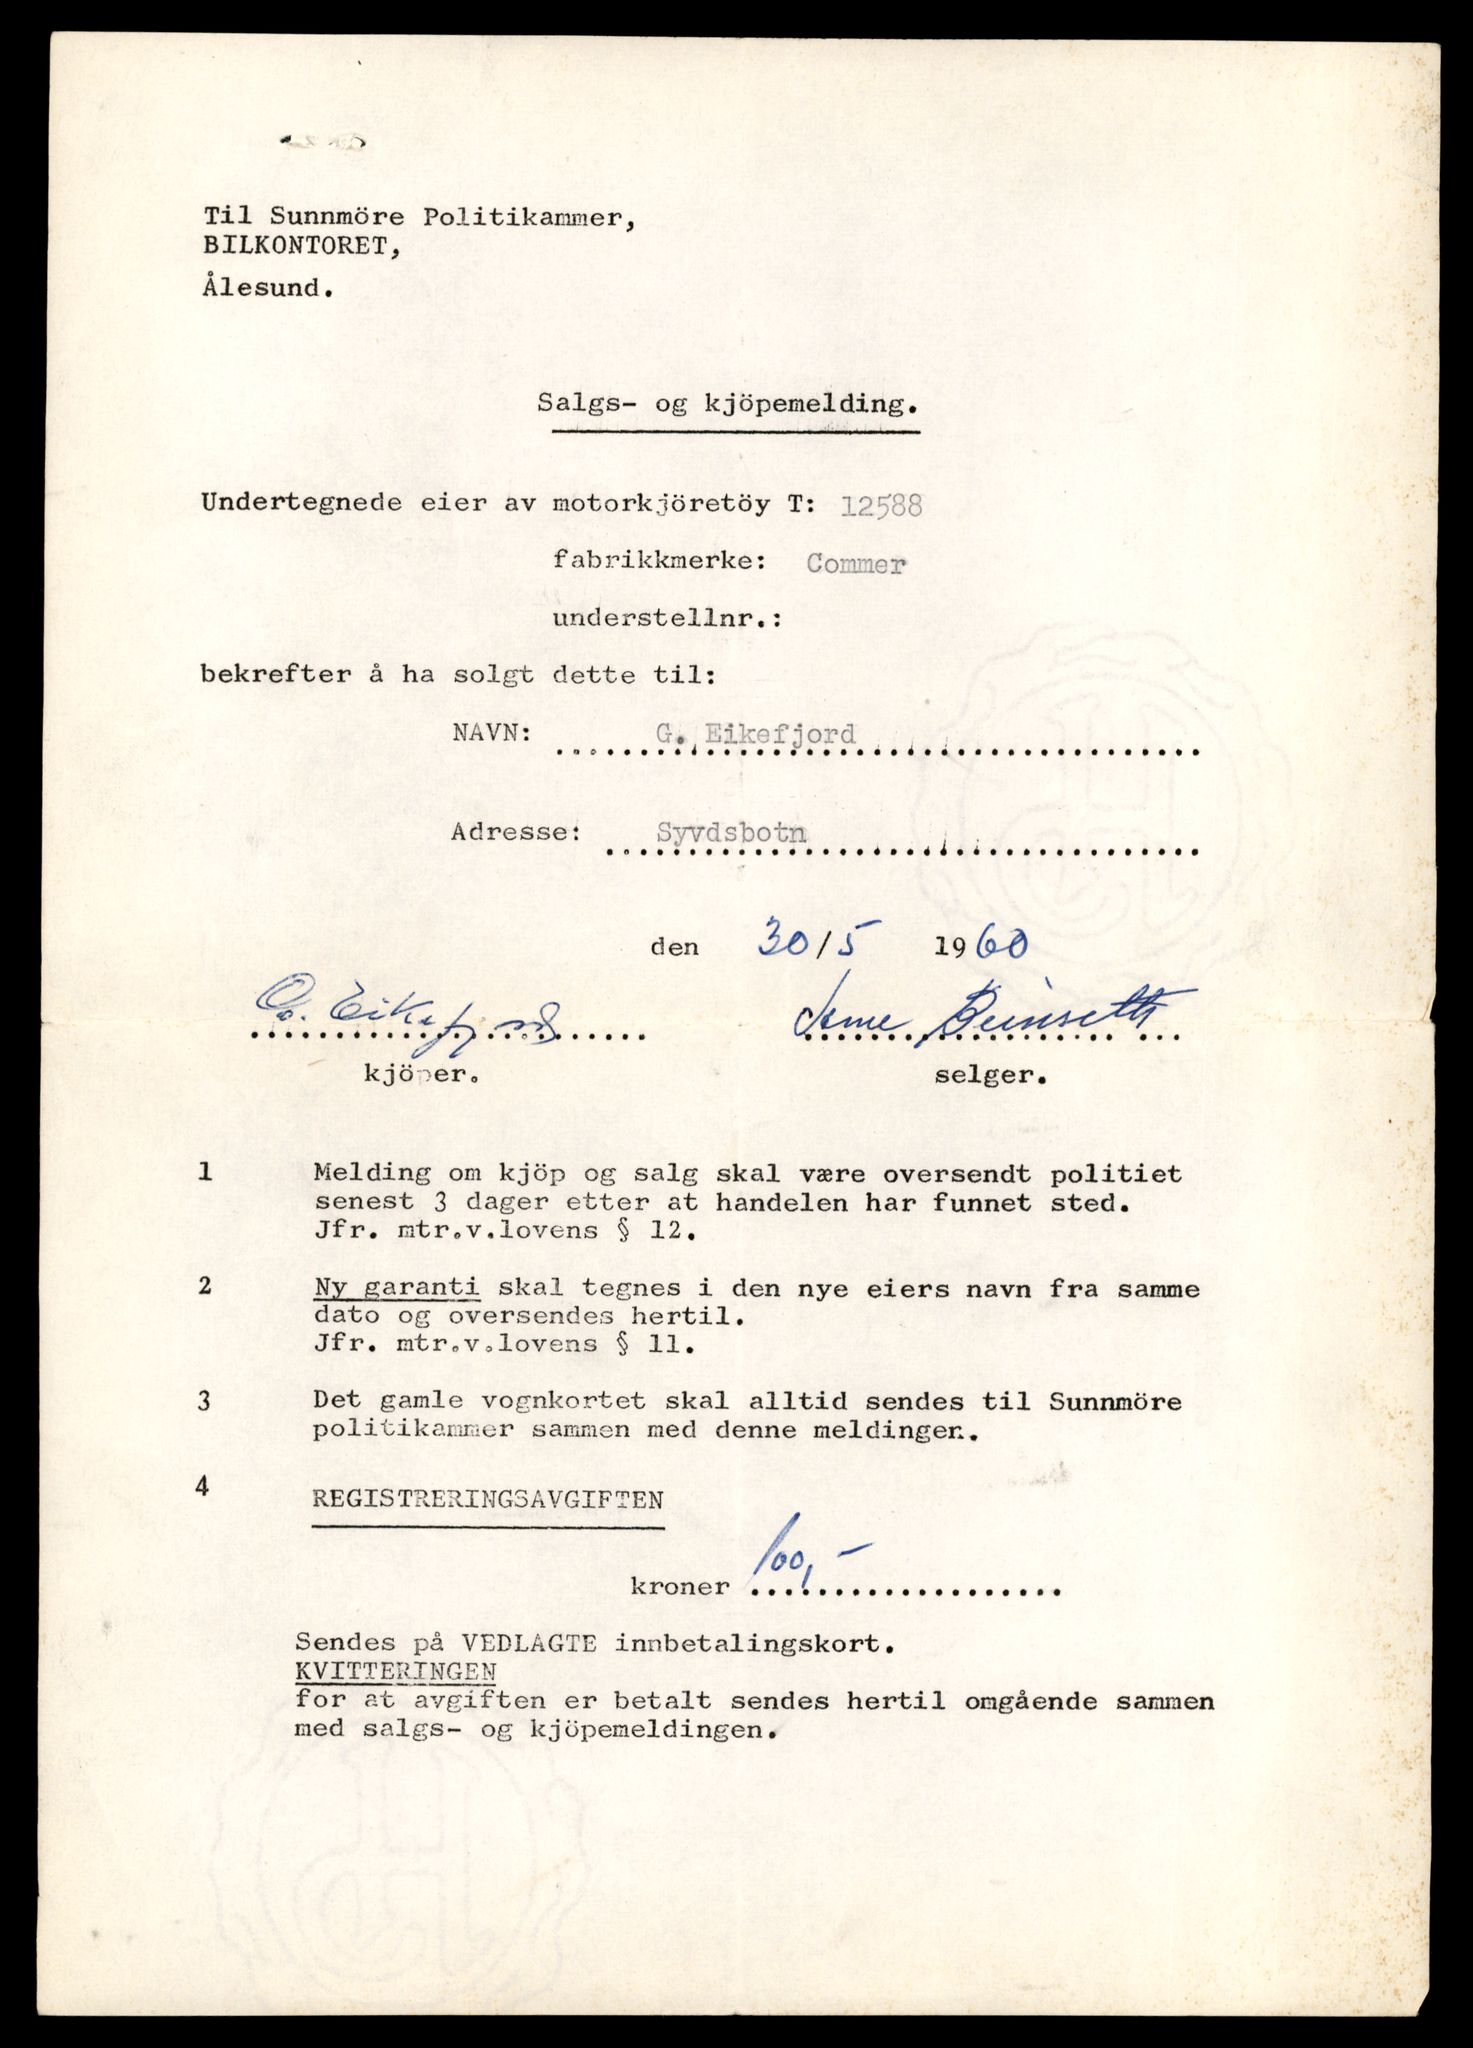 Til Sunnmöre Politikammer,
BILKONTORET,
Ålesund.
Salgs- og kjöpemelding.
Undertegnede eier av motorkjöretöy T: 12588
fabrikkmerke: Commer
understellnr.:
bekrefter å ha solgt dette til:
NAVN: G. Eikefjord
Adresse: Syvdsbotn
den 30/5 1960
G. Eikefjord
kjöper.
selger.
1 Melding om kjöp og salg skal være oversendt politiet
senest 3 dager etter at handelen har funnet sted.
Jfr. mtr.v.lovens § 12.
2 Ny garanti skal tegnes i den nye eiers navn fra samme
dato og oversendes hertil.
Jfr. mtr.v.lovens § 11.
3 Det gamle vognkortet skal alltid sendes til Sunnmöre
politikammer sammen med denne meldingen.
4 REGISTRERINGSAVGIFTEN
kroner 100,-
Sendes på VEDLAGTE innbetalingskort.
KVITTERINGEN
for at avgiften er betalt sendes hertil omgående sammen
med salgs- og kjöpemeldingen.